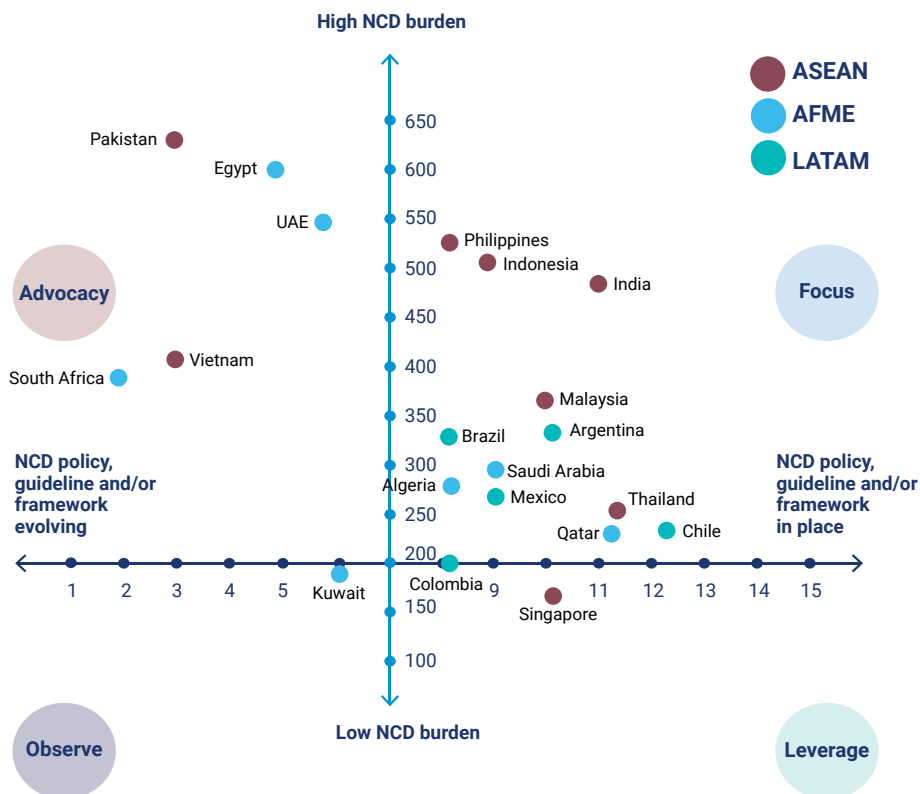 High NCD burden
ASEAN
AFME
LATAM
650
Pakistan
600
Egypt
550
UAE
Philippines
500
Indonesia
India
Advocacy
Focus
450
400
Vietnam
South Africa
Malaysia
350
Argentina
Brazil
NCD policy,
guideline and/or
framework
evolving
300
Saudi Arabia
NCD policy,
guideline and/or
framework
in place
Algeria
Mexico
Thailand
250
Qatar
Chile
200
Kuwait
Colombia
1 2 3 4 5 9 11 12 13 14 15
150
Singapore
100
Low NCD burden
Observe
Leverage